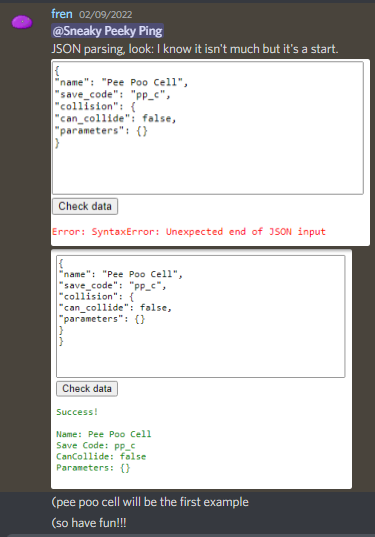 fren 02/09/2022
@Sneaky Peeky Ping
JSON parsing, look: I know it isn't much but it's a start.
{
"name": "Pee Poo Cell",
"save_code": "pp_c",
"collision": {
"can_collide": false,
"parameters": {}
}
Check data
Error: SyntaxError: Unexpected end of JSON input
{
"name": "Pee Poo Cell",
"save_code": "pp_c",
"collision": {
"can_collide": false,
"parameters": {}
}
}
Check data
Success!
Name: Pee Poo Cell
Save Code: pp_c
CanCollide: false
Parameters: {}
(pee poo cell will be the first example
(so have fun!!!